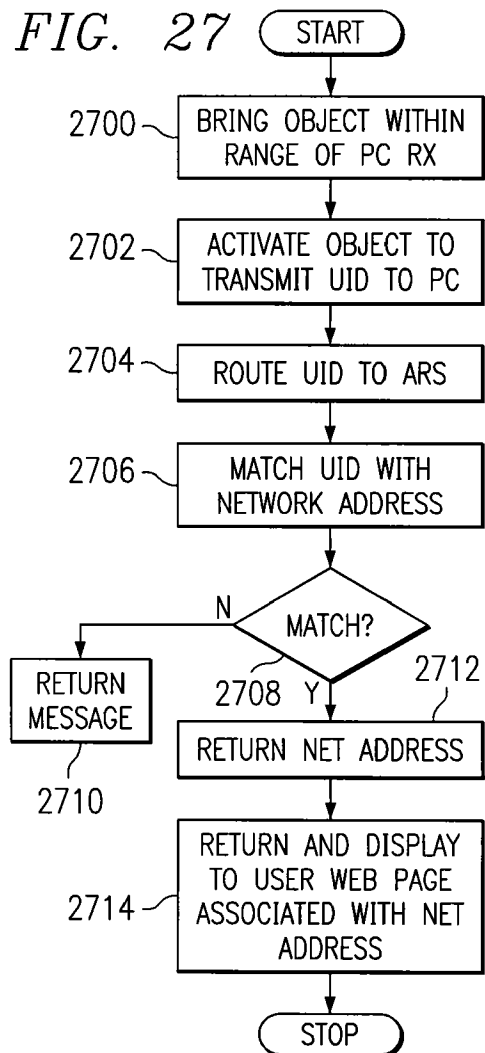 FIG. 27
START
2700
BRING OBJECT WITHIN
RANGE OF PC RX
2702
ACTIVATE OBJECT TO
TRANSMIT UID TO PC
2704
ROUTE UID TO ARS
2706
MATCH UID WITH
NETWORK ADDRESS
N
MATCH?
2708
Y
2712
RETURN
MESSAGE
2710
RETURN NET ADDRESS
2714
RETURN AND DISPLAY
TO USER WEB PAGE
ASSOCIATED WITH NET
ADDRESS
STOP